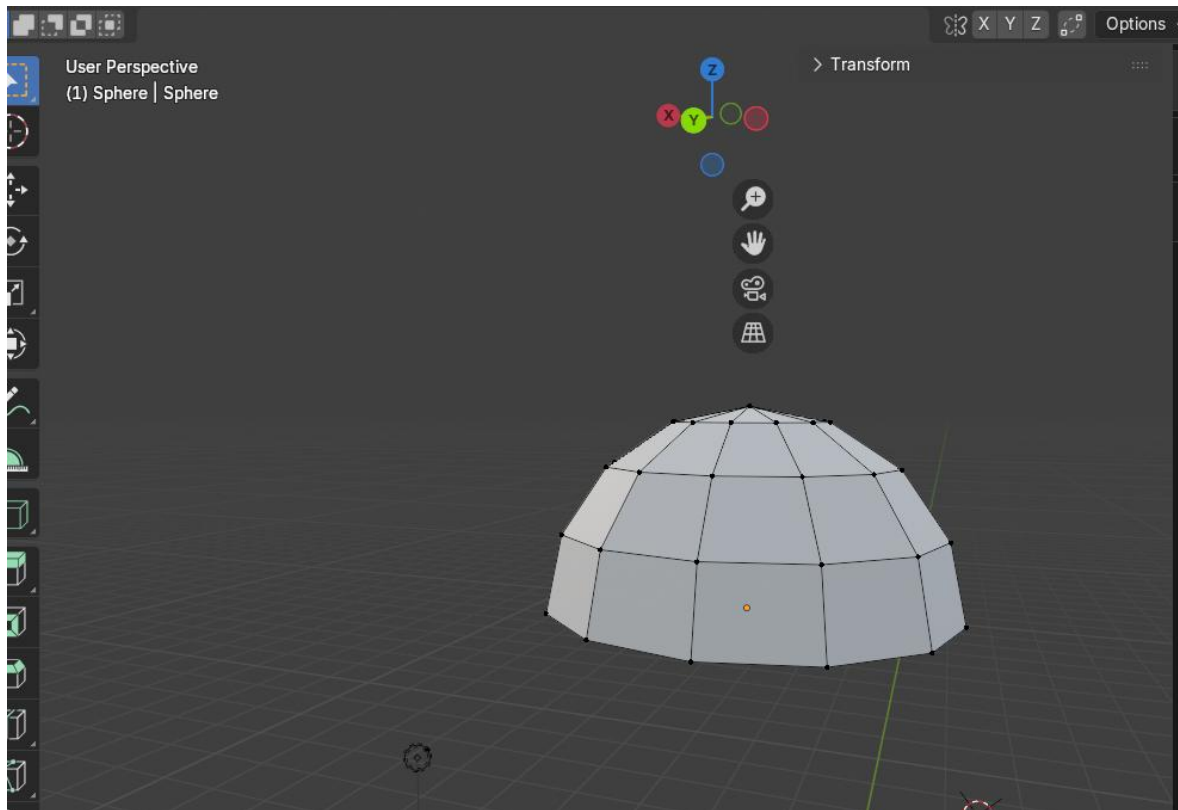 X Y Z Options
User Perspective
(1) Sphere | Sphere
Transform
Z
X
Y